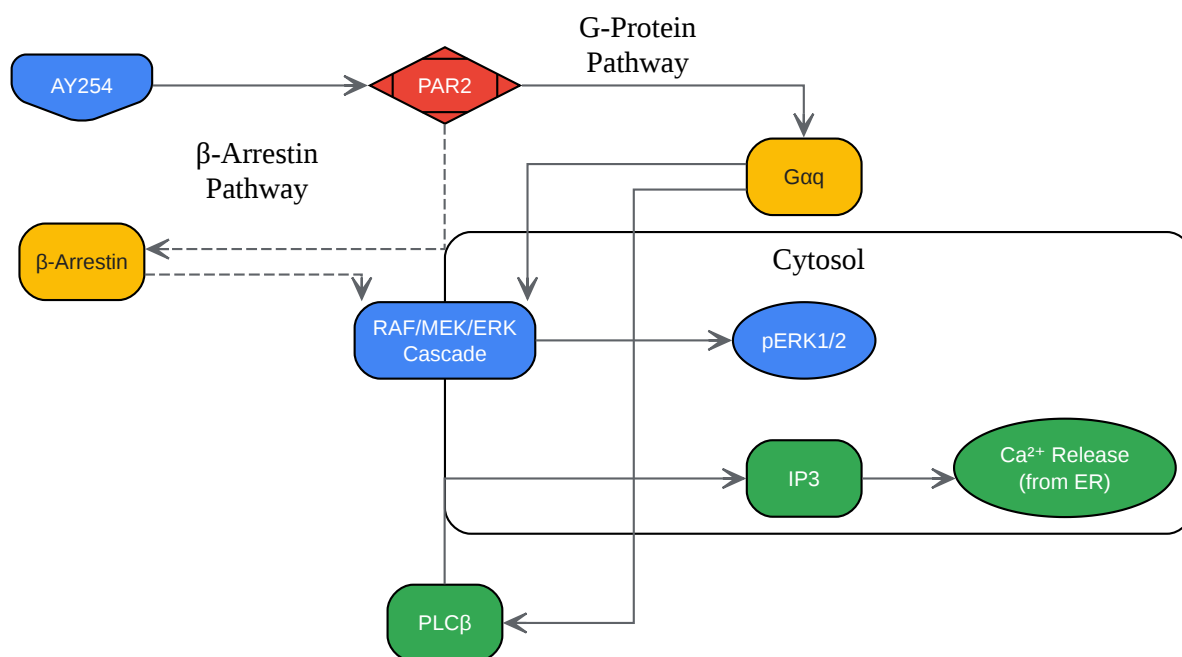 G-Protein
Pathway
AY254
PAR2
β-Arrestin
Pathway
Gαq
β-Arrestin
Cytosol
RAF/MEK/ERK
Cascade
pERK1/2
IP3
Ca²⁺ Release
(from ER)
PLCβ